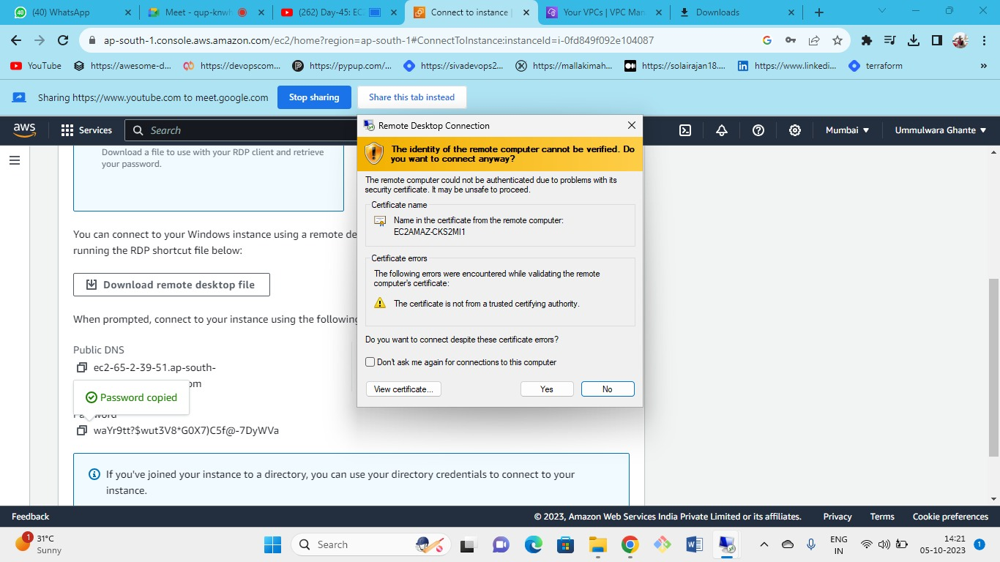 (40) WhatsApp
Meet - qup-knwh
(262) Day-45: EC
Connect to instance |
Your VPCs | VPC Man
Downloads
ap-south-1.console.aws.amazon.com/ec2/home?region=ap-south-1#ConnectToInstance:instanceId=i-0fd849f092e104087
YouTube
https://awesome-d...
https://devopscom...
https://pypup.com/...
https://sivadevops2...
https://mallakimah...
https://solairajan18....
https://www.linkedi...
terraform
»
Sharing https://www.youtube.com to meet.google.com
Stop sharing
Share this tab instead
aws
Services
Search
Mumbai
Ummulwara Ghante
Download a file to use with your RDP client and retrieve
your password.
You can connect to your Windows instance using a remote de
running the RDP shortcut file below:
Download remote desktop file
When prompted, connect to your instance using the following
Public DNS
ec2-65-2-39-51.ap-south-
om
Password copied
Password
waYr9tt?$wut3V8*G0X7)C5f@-7DyWVa
If you've joined your instance to a directory, you can use your directory credentials to connect to your
instance.
Remote Desktop Connection
The identity of the remote computer cannot be verified. Do
you want to connect anyway?
The remote computer could not be authenticated due to problems with its
security certificate. It may be unsafe to proceed.
Certificate name
Name in the certificate from the remote computer:
EC2AMAZ-CKS2MI1
Certificate errors
The following errors were encountered while validating the remote
computer's certificate:
The certificate is not from a trusted certifying authority.
Do you want to connect despite these certificate errors?
Don't ask me again for connections to this computer
View certificate...
Yes
No
Feedback
© 2023, Amazon Web Services India Private Limited or its affiliates.
Privacy
Terms
Cookie preferences
1
31°C
Sunny
Search
ENG
IN
14:21
05-10-2023
1